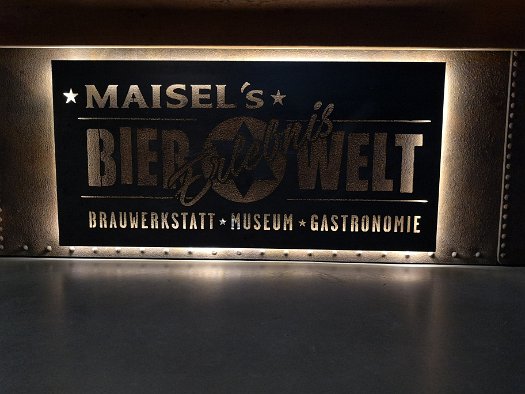 MAISEL's
BIER Erlebnis WELT
BRAUWERKSTATT ★ MUSEUM ★ GASTRONOMIE